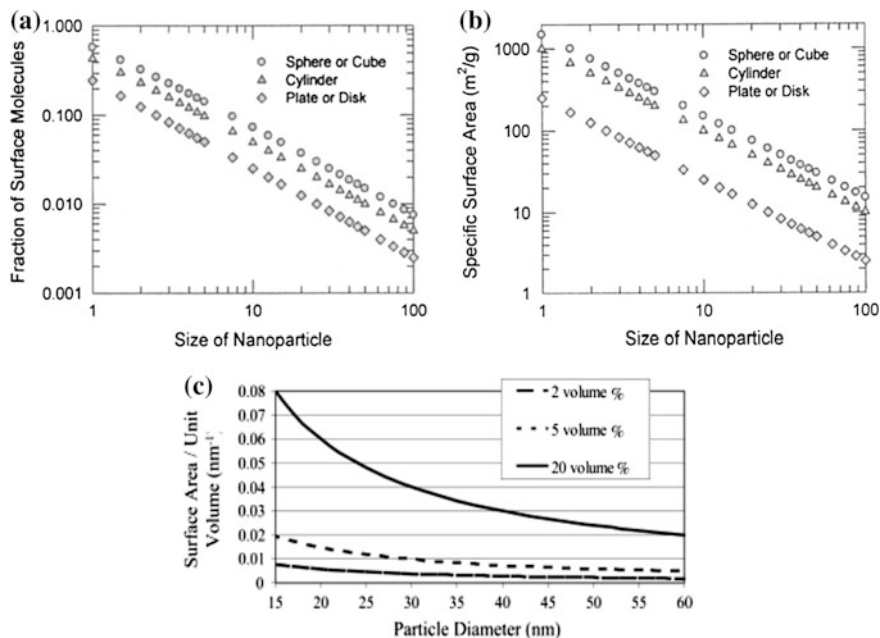 (a)
1.000
0.100
0.010
0.001
Fraction of Surface Molecules
Sphere or Cube
Cylinder
Plate or Disk
1
10
100
Size of Nanoparticle
(b)
1000
100
10
1
Specific Surface Area (m²/g)
Sphere or Cube
Cylinder
Plate or Disk
1
10
100
Size of Nanoparticle
(c)
0.08
0.07
0.06
0.05
0.04
0.03
0.02
0.01
0
Surface Area / Unit
Volume (nm⁻¹)
2 volume %
5 volume %
20 volume %
15 20 25 30 35 40 45 50 55 60
Particle Diameter (nm)